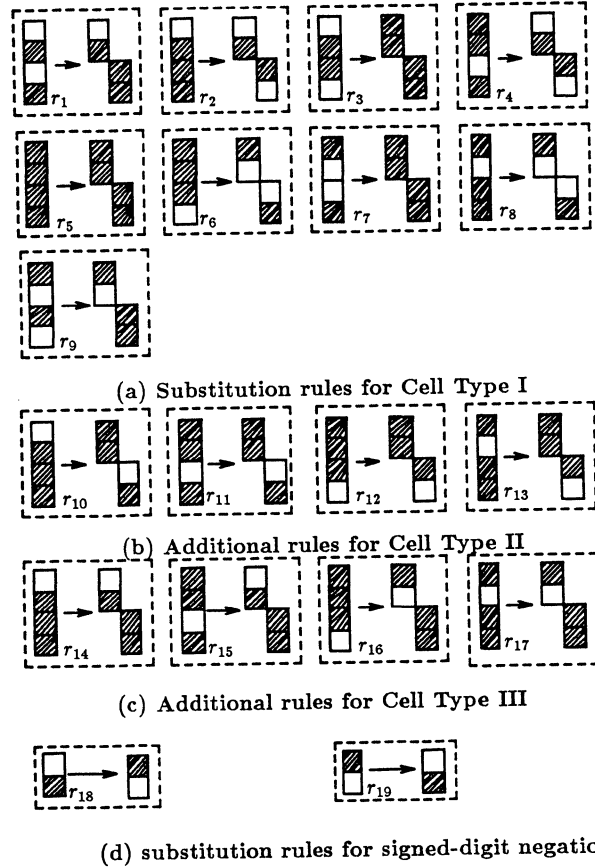 r1 r2 r3 r4
r5 r6 r7 r8
r9
(a) Substitution rules for Cell Type I
r10 r11 r12 r13
(b) Additional rules for Cell Type II
r14 r15 r16 r17
(c) Additional rules for Cell Type III
r18 r19
(d) substitution rules for signed-digit negatio